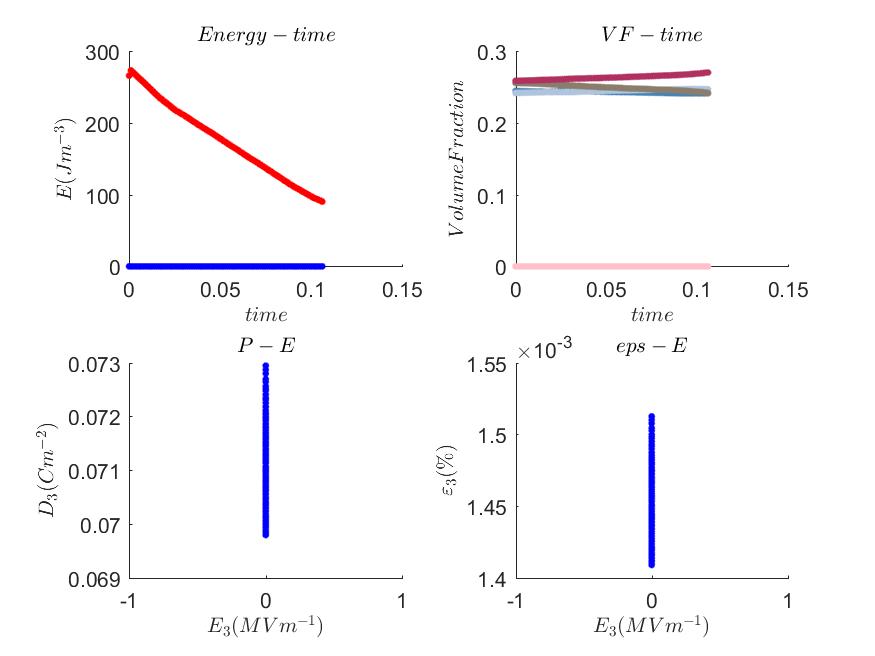 Energy − time
300
200
100
0
0
0.05
0.1
0.15
E(Jm⁻³)
time
VF − time
0.3
0.2
0.1
0
0
0.05
0.1
0.15
VolumeFraction
time
P − E
0.073
0.072
0.071
0.07
0.069
-1
0
1
D₃(Cm⁻²)
E₃(MVm⁻¹)
×10⁻³
eps − E
1.55
1.5
1.45
1.4
-1
0
1
ε₃(%)
E₃(MVm⁻¹)